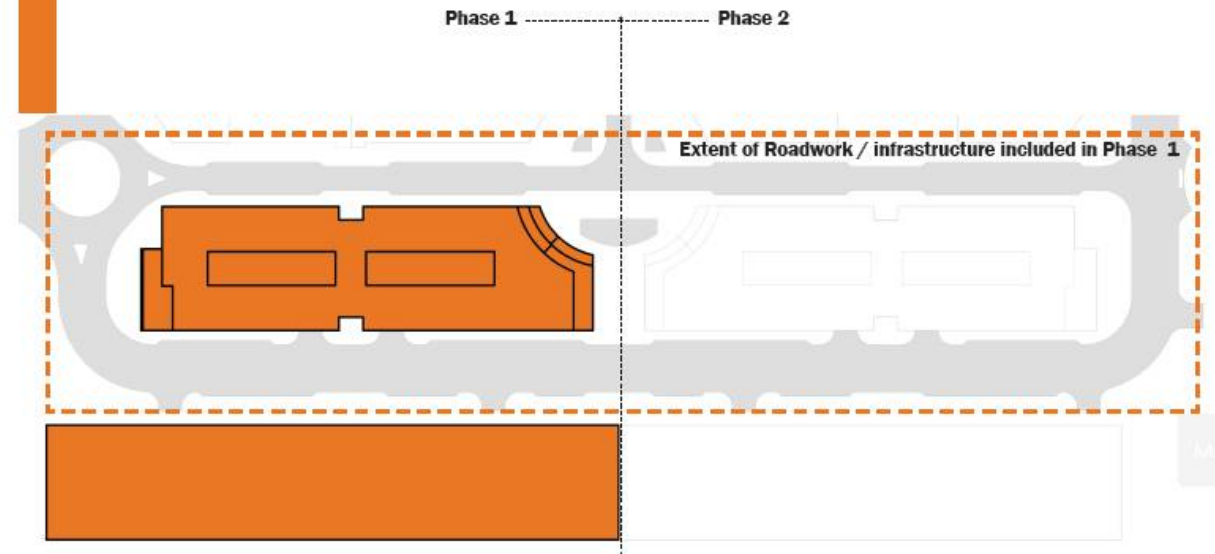 Phase 1
Phase 2
Extent of Roadwork / infrastructure included in Phase 1